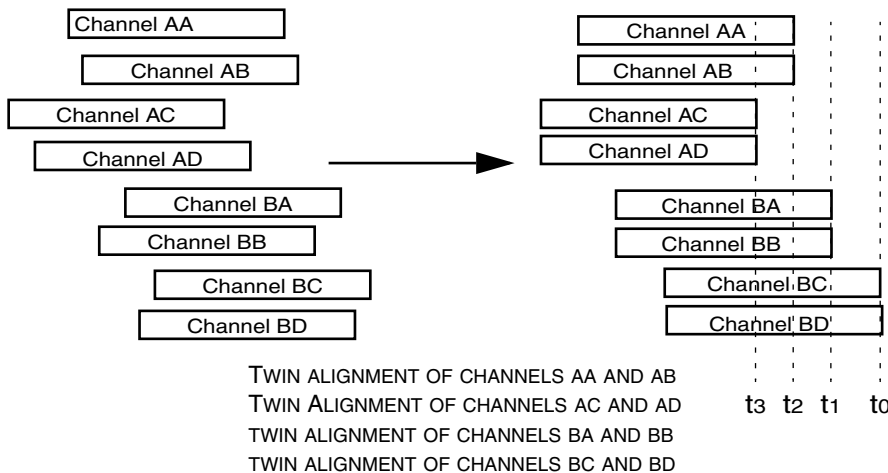 Channel AA
Channel AB
Channel AC
Channel AD
Channel BA
Channel BB
Channel BC
Channel BD
Channel AA
Channel AB
Channel AC
Channel AD
Channel BA
Channel BB
Channel BC
Channel BD
TWIN ALIGNMENT OF CHANNELS AA AND AB
TWIN ALIGNMENT OF CHANNELS AC AND AD
t3 t2 t1 t0
TWIN ALIGNMENT OF CHANNELS BA AND BB
TWIN ALIGNMENT OF CHANNELS BC AND BD